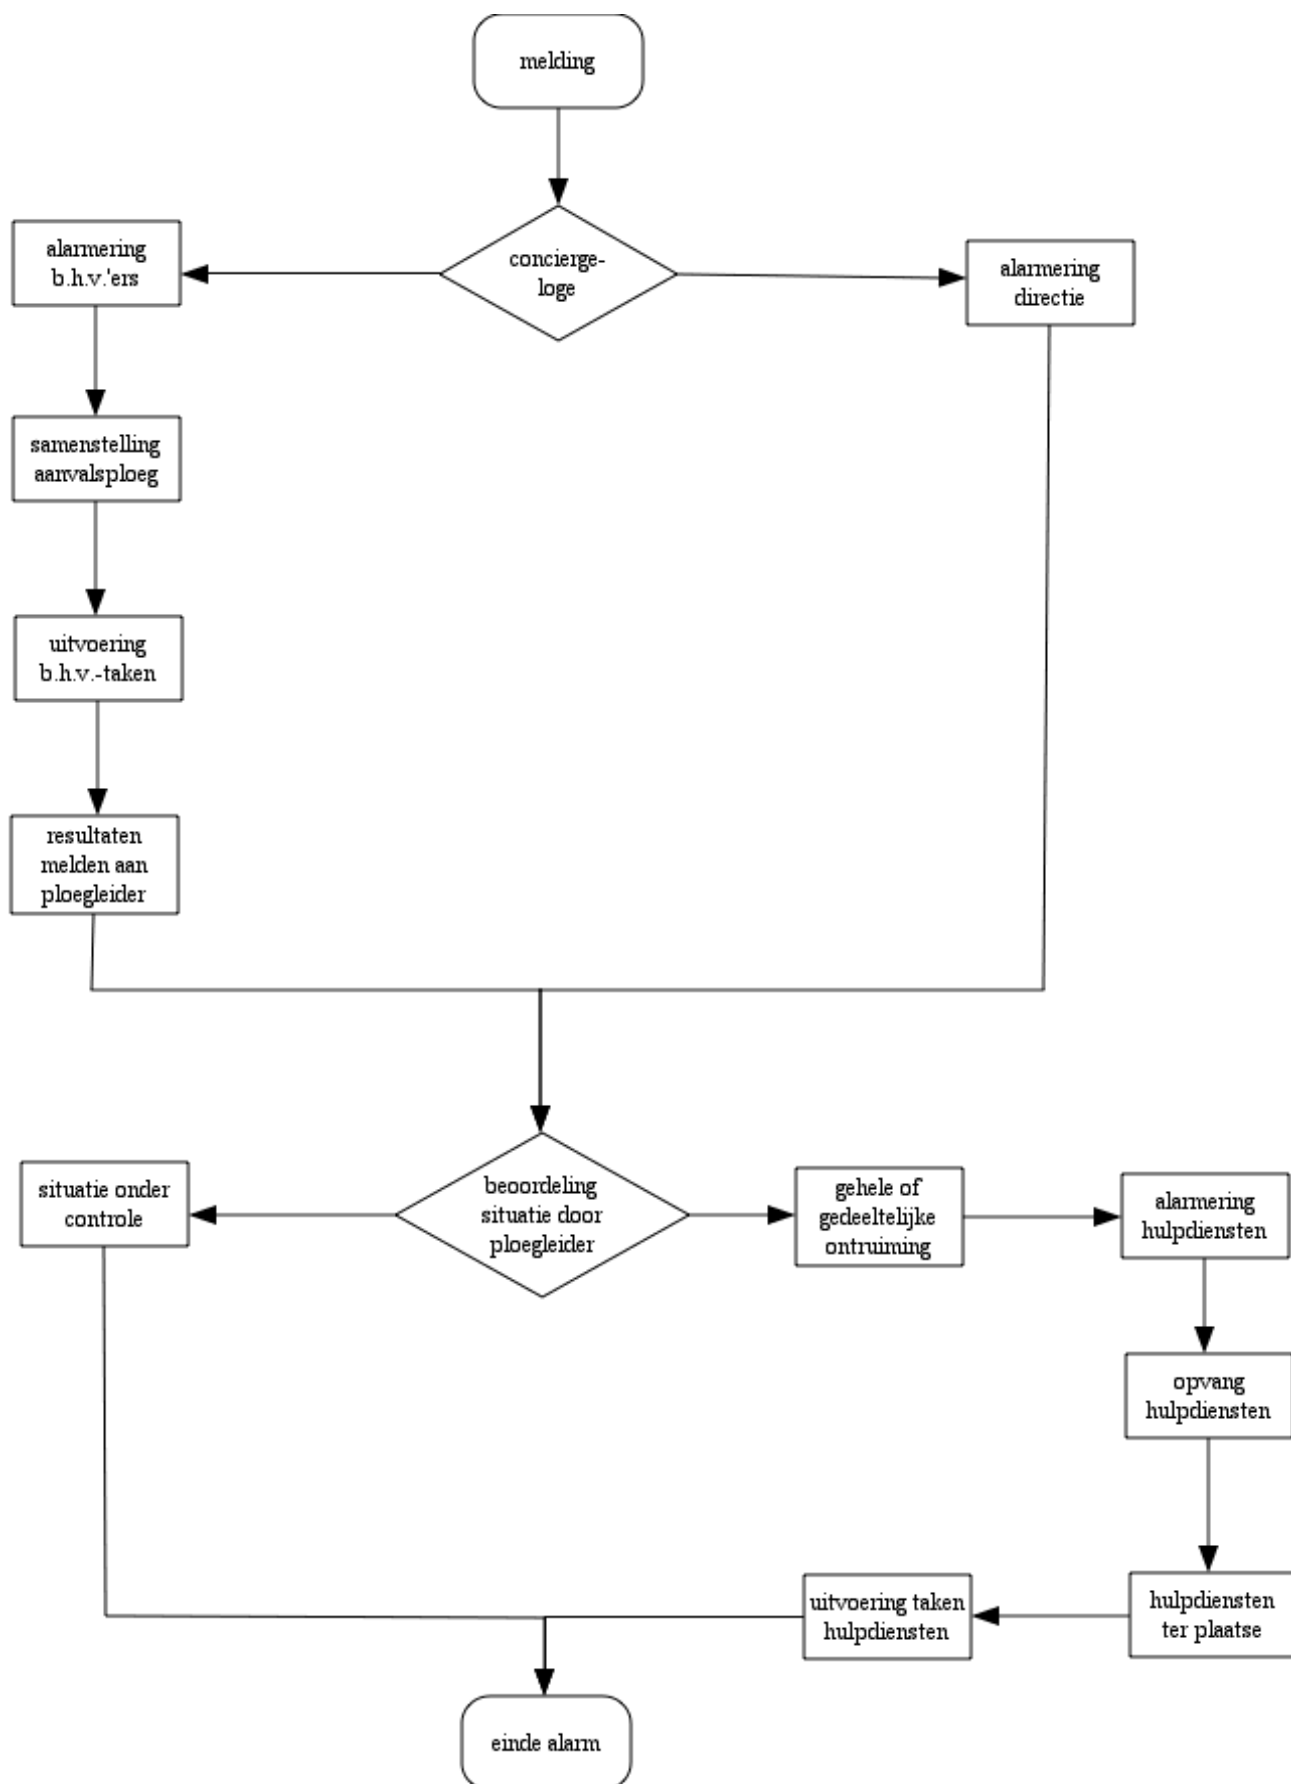 melding
concierge-
loge
alarmering
b.h.v.'ers
alarmering
directie
samenstelling
aanvalsploeg
uitvoering
b.h.v.-taken
resultaten
melden aan
ploegleider
situatie onder
controle
beoordeling
situatie door
ploegleider
gehele of
gedeeltelijke
ontruiming
alarmering
hulpdiensten
opvang
hulpdiensten
uitvoering taken
hulpdiensten
hulpdiensten
ter plaatse
einde alarm